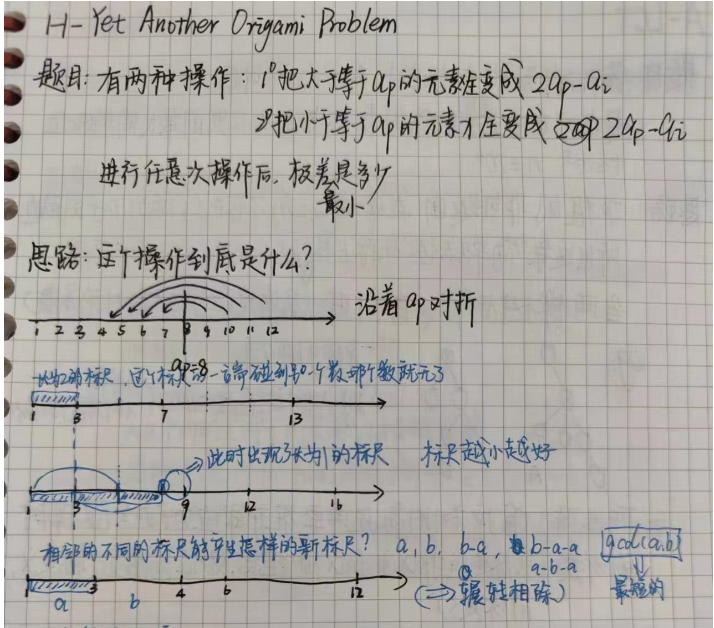 H-Yet Another Origami Problem
题目: 有两种操作: 1° 把大于等于ap的元素全变成 2ap-ai
2° 把小于等于ap的元素全变成 2ap-ai
进行任意次操作后, 极差是多少
最小
思路: 这个操作到底是什么?
沿着ap对折
1 2 3 4 5 6 7 8 9 10 11 12
ap=8
长为2的标尺, 这个标尺的一端碰到另一个数那个数就元了
1 3 7 13
⇒此时出现了长为1的标尺 标尺越小越好
1 3 9 12 16
相邻的不同的标尺能产生怎样的新标尺? a, b, b-a, b-a-a gcd(a,b)
a-b-a
(⇒辗转相除) 最短的
1 3 4 6 12
a b